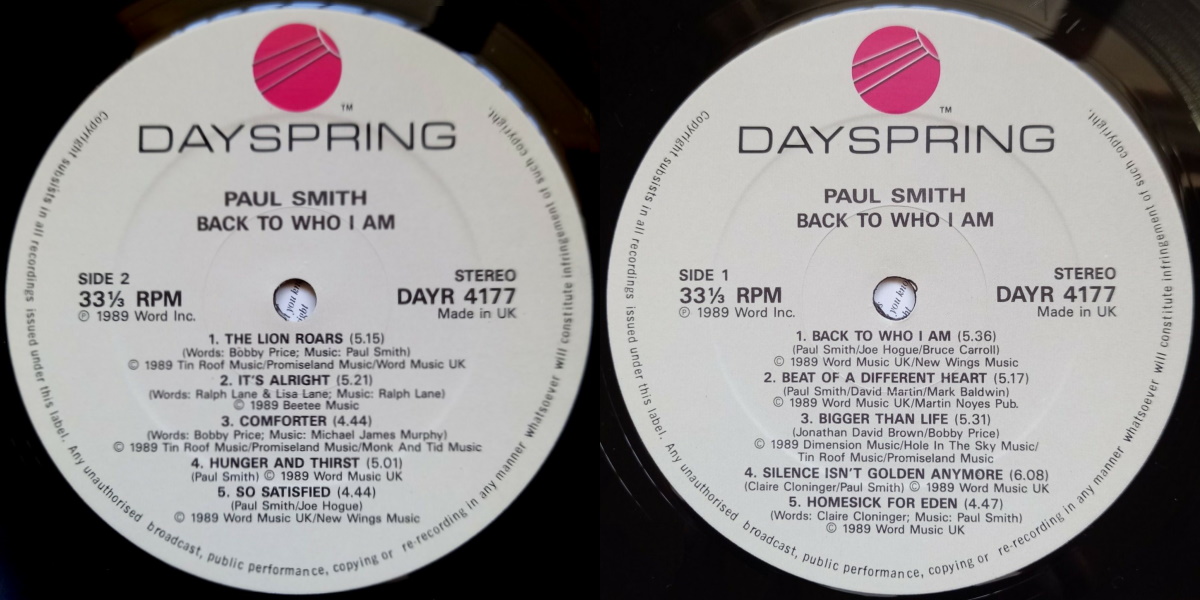 TM
DAYSPRING
PAUL SMITH
BACK TO WHO I AM
SIDE 2
33⅓ RPM
℗ 1989 Word Inc.
STEREO
DAYR 4177
Made in UK
1. THE LION ROARS (5.15)
(Words: Bobby Price; Music: Paul Smith)
© 1989 Tin Roof Music/Promiseland Music/Word Music UK
2. IT'S ALRIGHT (5.21)
(Words: Ralph Lane & Lisa Lane; Music: Ralph Lane)
© 1989 Beetee Music
3. COMFORTER (4.44)
(Words: Bobby Price; Music: Michael James Murphy)
© 1989 Tin Roof Music/Promiseland Music/Monk And Tid Music
4. HUNGER AND THIRST (5.01)
(Paul Smith) © 1989 Word Music UK
5. SO SATISFIED (4.44)
(Paul Smith/Joe Hogue)
© 1989 Word Music UK/New Wings Music
Copyright subsists in all recordings issued under this label. Any unauthorised broadcast, public performance, copying or re-recording in any manner whatsoever will constitute infringement of such copyright.
TM
DAYSPRING
PAUL SMITH
BACK TO WHO I AM
SIDE 1
33⅓ RPM
℗ 1989 Word Inc.
STEREO
DAYR 4177
Made in UK
1. BACK TO WHO I AM (5.36)
(Paul Smith/Joe Hogue/Bruce Carroll)
© 1989 Word Music UK/New Wings Music
2. BEAT OF A DIFFERENT HEART (5.17)
(Paul Smith/David Martin/Mark Baldwin)
© 1989 Word Music UK/Martin Noyes Pub.
3. BIGGER THAN LIFE (5.31)
(Jonathan David Brown/Bobby Price)
© 1989 Dimension Music/Hole In The Sky Music/
Tin Roof Music/Promiseland Music
4. SILENCE ISN'T GOLDEN ANYMORE (6.08)
(Claire Cloninger/Paul Smith) © 1989 Word Music UK
5. HOMESICK FOR EDEN (4.47)
(Words: Claire Cloninger; Music: Paul Smith)
© 1989 Word Music UK
Copyright subsists in all recordings issued under this label. Any unauthorised broadcast, public performance, copying or re-recording in any manner whatsoever will constitute infringement of such copyright.